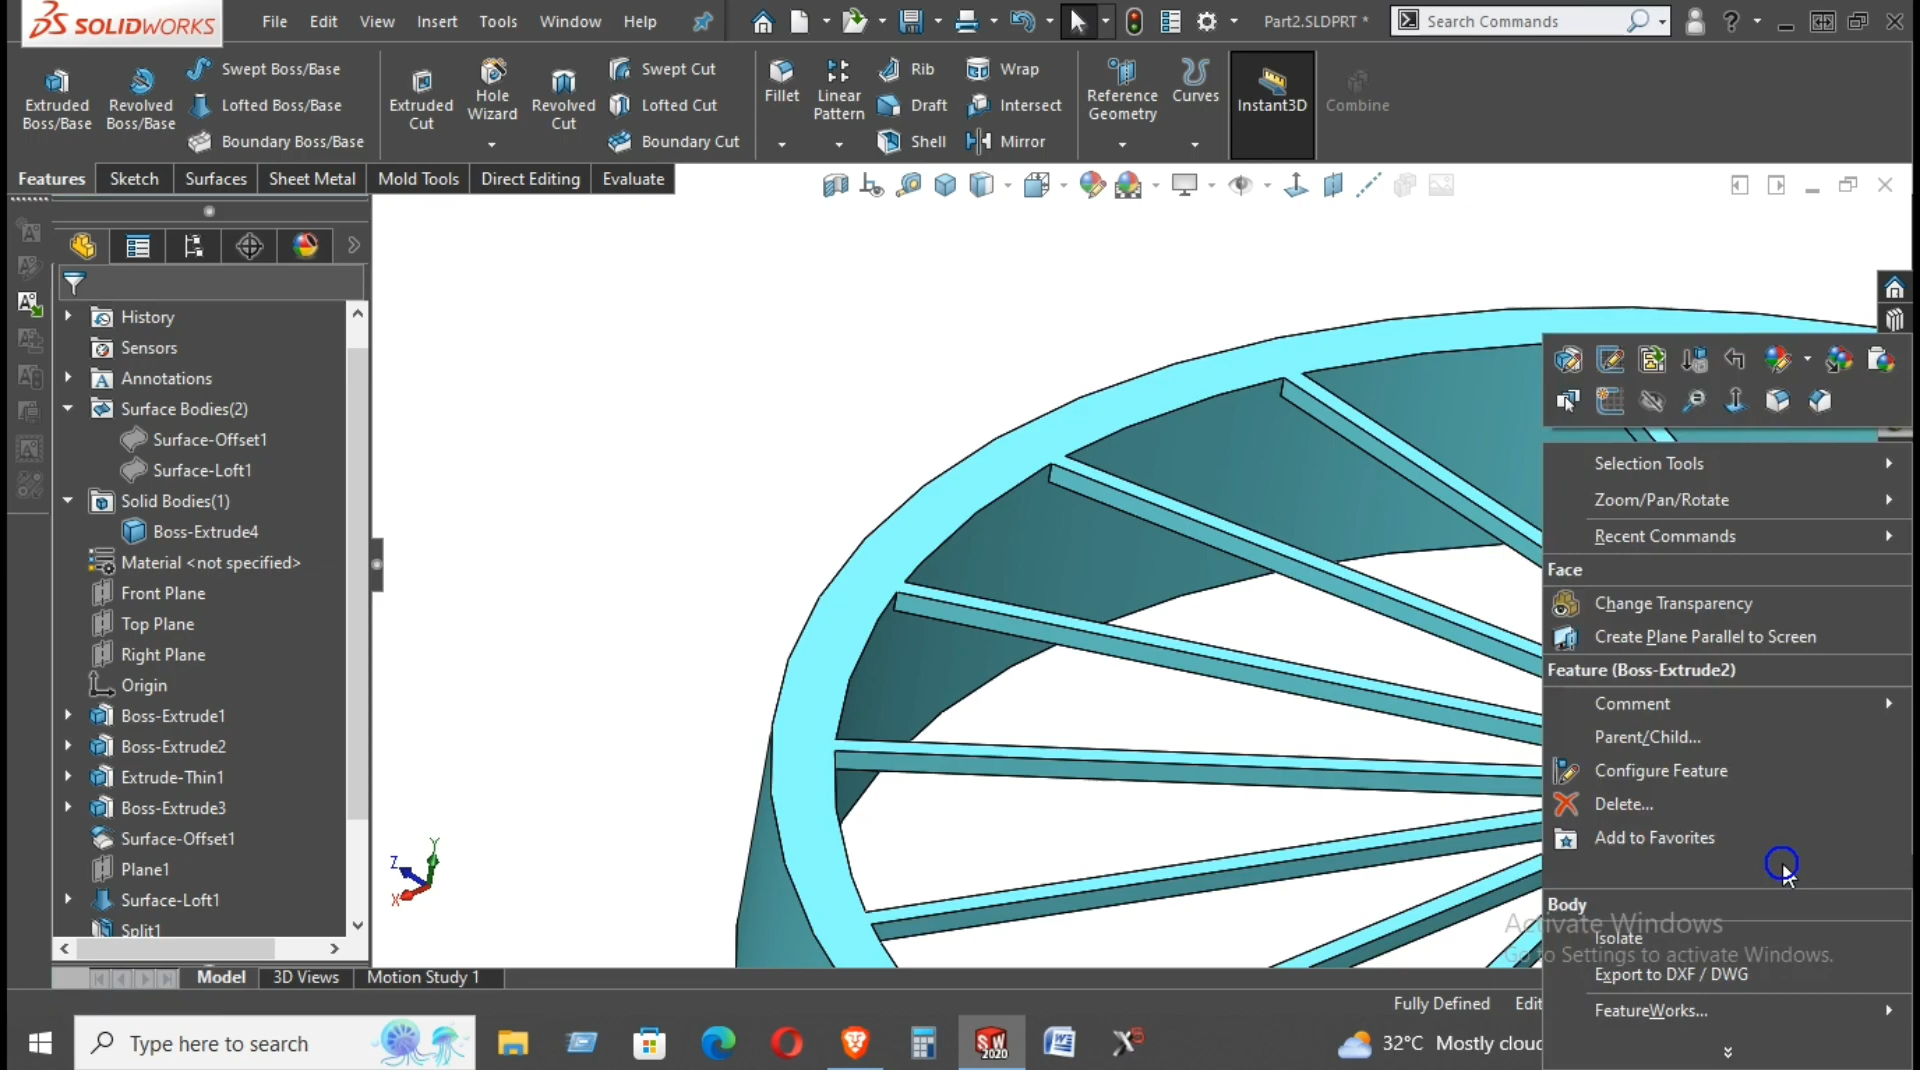 SOLIDWORKS
File Edit View Insert Tools Window Help
Part2.SLDPRT *
Search Commands
Extruded Boss/Base
Revolved Boss/Base
Swept Boss/Base
Lofted Boss/Base
Boundary Boss/Base
Extruded Cut
Hole Wizard
Revolved Cut
Swept Cut
Lofted Cut
Boundary Cut
Fillet
Linear Pattern
Rib
Draft
Shell
Wrap
Intersect
Mirror
Reference Geometry
Curves
Instant3D
Combine
Features Sketch Surfaces Sheet Metal Mold Tools Direct Editing Evaluate
History
Sensors
Annotations
Surface Bodies(2)
Surface-Offset1
Surface-Loft1
Solid Bodies(1)
Boss-Extrude4
Material <not specified>
Front Plane
Top Plane
Right Plane
Origin
Boss-Extrude1
Boss-Extrude2
Extrude-Thin1
Boss-Extrude3
Surface-Offset1
Plane1
Surface-Loft1
Split1
Y
Z
X
Selection Tools
Zoom/Pan/Rotate
Recent Commands
Face
Change Transparency
Create Plane Parallel to Screen
Feature (Boss-Extrude2)
Comment
Parent/Child...
Configure Feature
Delete...
Add to Favorites
Body
Activate Windows
Isolate
Go to Settings to activate Windows.
Export to DXF / DWG
FeatureWorks...
Model 3D Views Motion Study 1
Fully Defined Edit
Type here to search
SW 2020
32°C Mostly clou